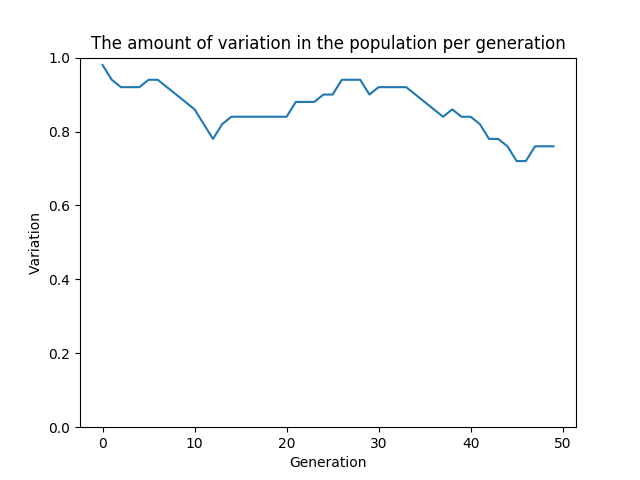 The amount of variation in the population per generation
1.0
0.8
0.6
0.4
0.2
0.0
Variation
0 10 20 30 40 50
Generation